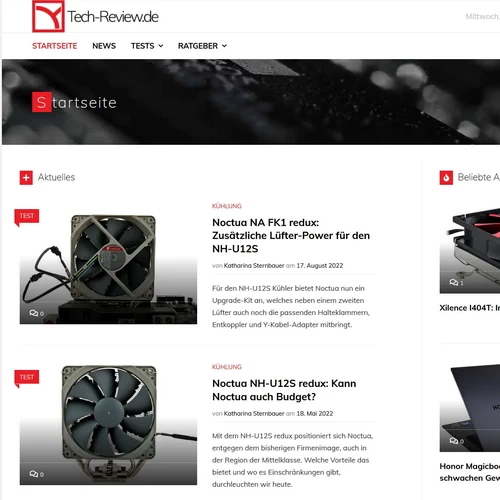 Tech-Review.de
Mittwoch,
STARTSEITE NEWS TESTS RATGEBER
Startseite
Aktuelles
Beliebte A
TEST
KÜHLUNG
Noctua NA FK1 redux:
Zusätzliche Lüfter-Power für den
NH-U12S
von Katharina Sternbauer am 17. August 2022
Für den NH-U12S Kühler bietet Noctua nun ein
Upgrade-Kit an, welches neben einem zweiten
Lüfter auch noch die passenden Halteklammern,
Entkoppler und Y-Kabel-Adapter mitbringt.
0
1
Xilence I404T: I
TEST
KÜHLUNG
Noctua NH-U12S redux: Kann
Noctua auch Budget?
von Katharina Sternbauer am 18. Mai 2022
Mit dem NH-U12S redux positioniert sich Noctua,
entgegen dem bisherigen Firmenimage, auch in
in der Region der Mittelklasse. Welche Vorteile das
bietet und wo es Einschränkungen gibt,
durchleuchten wir heute.
0
0
Honor Magicboo
schwachen Gew